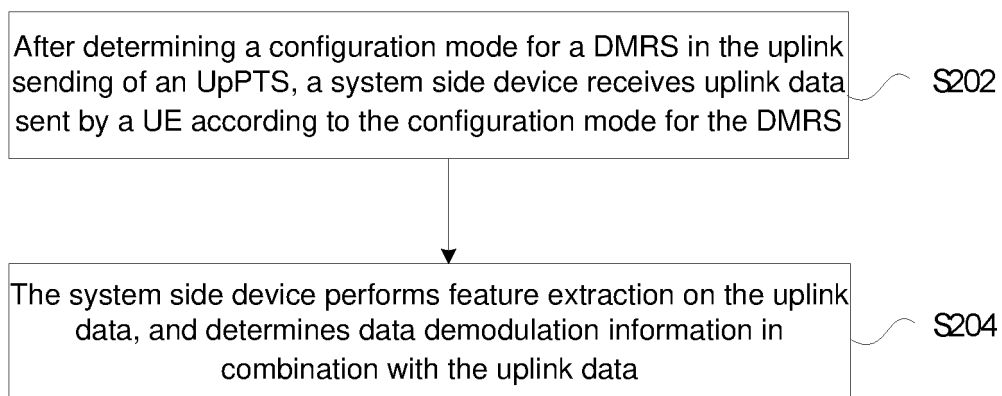 After determining a configuration mode for a DMRS in the uplink
sending of an UpPTS, a system side device receives uplink data
sent by a UE according to the configuration mode for the DMRS
S202
The system side device performs feature extraction on the uplink
data, and determines data demodulation information in
combination with the uplink data
S204